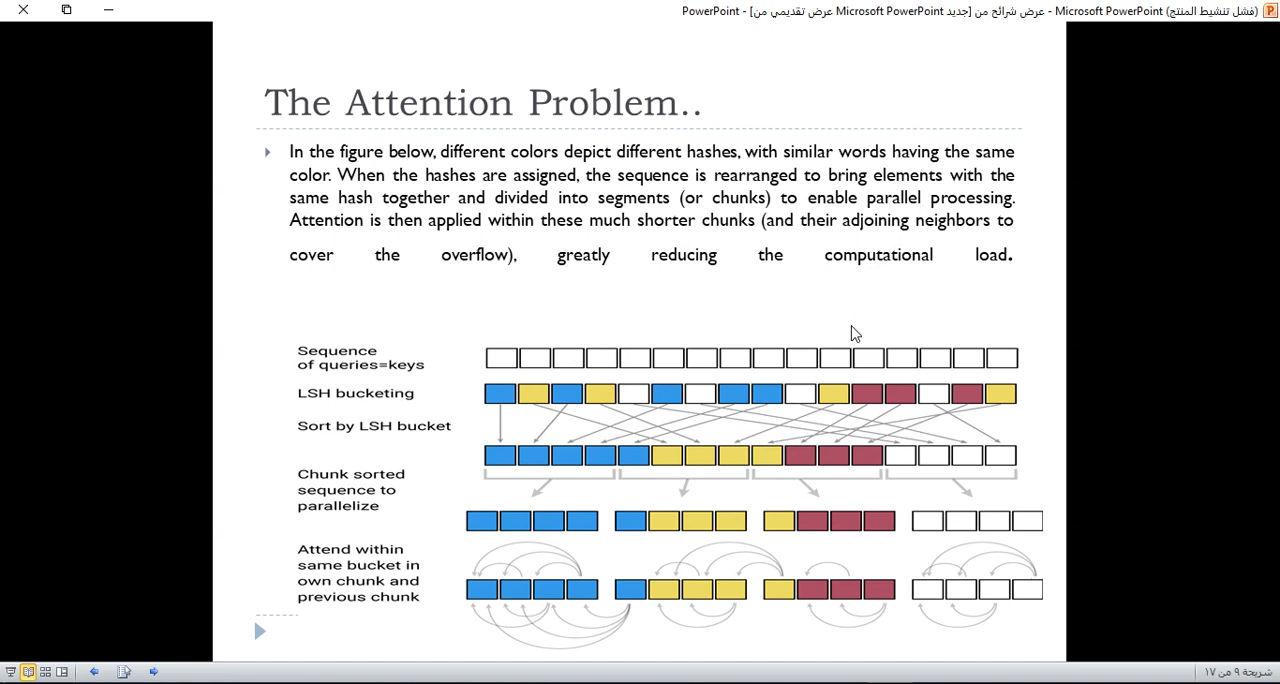 PowerPoint - [جديد Microsoft PowerPoint عرض تقديمي من] عرض شرائح من - Microsoft PowerPoint (فشل تنشيط المنتج)
The Attention Problem..
In the figure below, different colors depict different hashes, with similar words having the same
color. When the hashes are assigned, the sequence is rearranged to bring elements with the
same hash together and divided into segments (or chunks) to enable parallel processing.
Attention is then applied within these much shorter chunks (and their adjoining neighbors to
cover the overflow), greatly reducing the computational load.
Sequence
of queries=keys
LSH bucketing
Sort by LSH bucket
Chunk sorted
sequence to
parallelize
Attend within
same bucket in
own chunk and
previous chunk
شريحة ٩ من ١٧